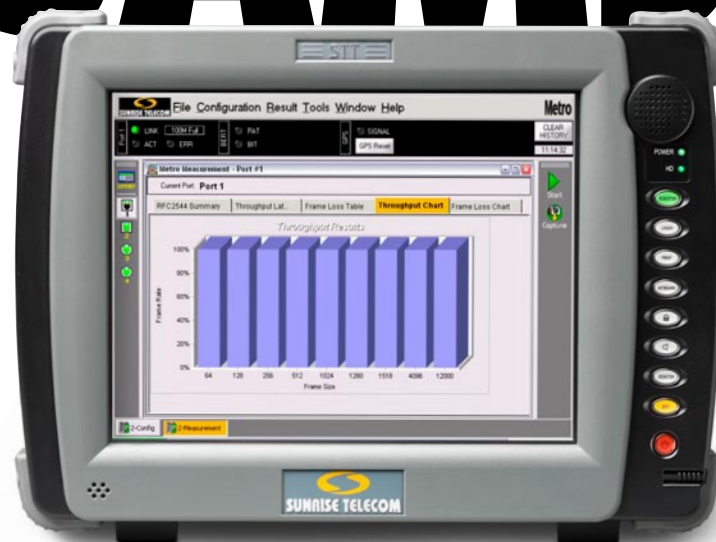 STT
SUNRISE TELECOM File Configuration Result Tools Window Help Metro
Port 1 LINK 100M-Full BERT PAT GPS SIGNAL CLEAR HISTORY
ACT ERR BIT GPS Reset 11:14:32
POWER
HD
Metro Measurement - Port #1
Current Port: Port 1
Start
RFC2544 Summary Throughput Lat... Frame Loss Table Throughput Chart Frame Loss Chart
Capture
Throughput Results
100%
80%
60%
40%
20%
0%
Frame Rate
64 128 256 512 1024 1280 1518 4096 12000
Frame Size
2-Config 2-Measurement
SUNRISE TELECOM